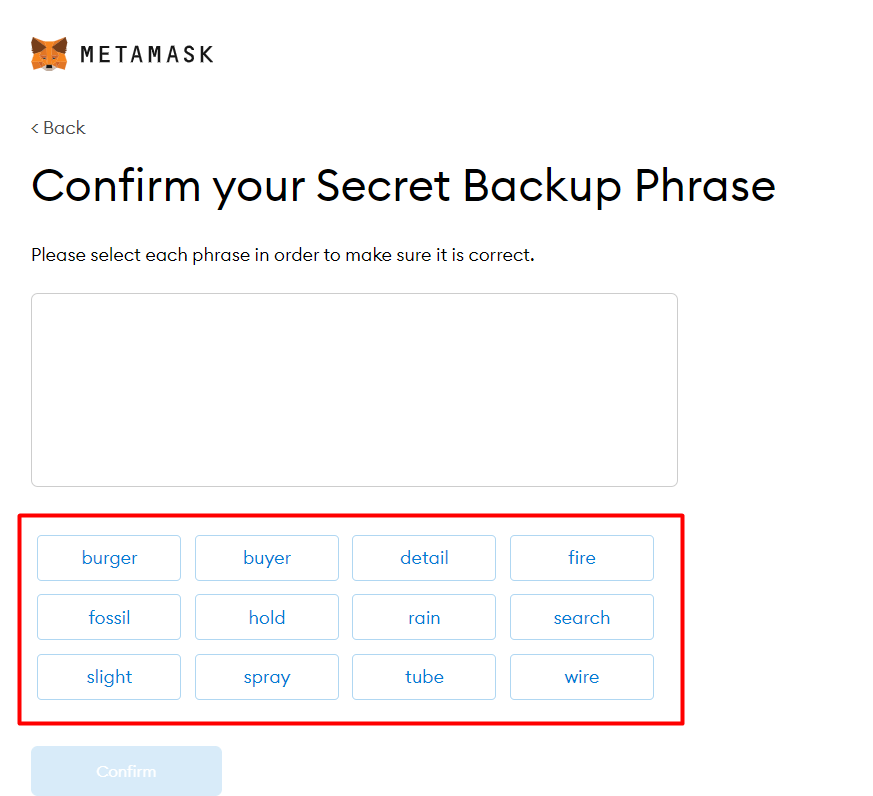 METAMASK
< Back
Confirm your Secret Backup Phrase
Please select each phrase in order to make sure it is correct.
burger buyer detail fire
fossil hold rain search
slight spray tube wire
Confirm